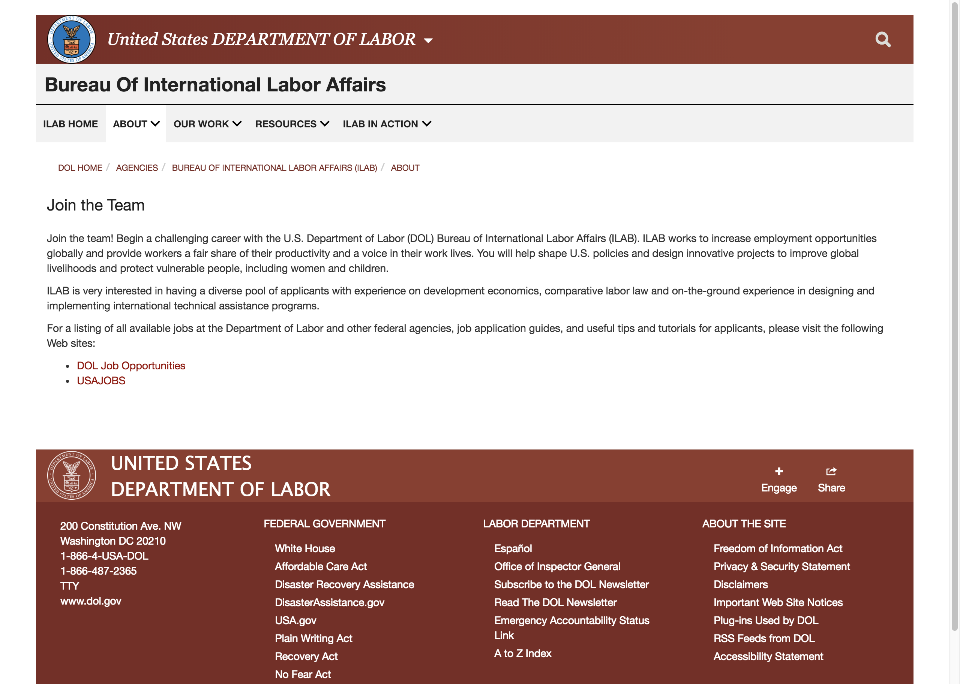 United States DEPARTMENT OF LABOR
Bureau Of International Labor Affairs
ILAB HOME ABOUT OUR WORK RESOURCES ILAB IN ACTION
DOL HOME / AGENCIES / BUREAU OF INTERNATIONAL LABOR AFFAIRS (ILAB) / ABOUT
Join the Team
Join the team! Begin a challenging career with the U.S. Department of Labor (DOL) Bureau of International Labor Affairs (ILAB). ILAB works to increase employment opportunities
globally and provide workers a fair share of their productivity and a voice in their work lives. You will help shape U.S. policies and design innovative projects to improve global
livelihoods and protect vulnerable people, including women and children.
ILAB is very interested in having a diverse pool of applicants with experience on development economics, comparative labor law and on-the-ground experience in designing and
implementing international technical assistance programs.
For a listing of all available jobs at the Department of Labor and other federal agencies, job application guides, and useful tips and tutorials for applicants, please visit the following
Web sites:
• DOL Job Opportunities
• USAJOBS
UNITED STATES
DEPARTMENT OF LABOR
Engage Share
200 Constitution Ave. NW
Washington DC 20210
1-866-4-USA-DOL
1-866-487-2365
TTY
www.dol.gov
FEDERAL GOVERNMENT
White House
Affordable Care Act
Disaster Recovery Assistance
DisasterAssistance.gov
USA.gov
Plain Writing Act
Recovery Act
No Fear Act
LABOR DEPARTMENT
Español
Office of Inspector General
Subscribe to the DOL Newsletter
Read The DOL Newsletter
Emergency Accountability Status
Link
A to Z Index
ABOUT THE SITE
Freedom of Information Act
Privacy & Security Statement
Disclaimers
Important Web Site Notices
Plug-ins Used by DOL
RSS Feeds from DOL
Accessibility Statement